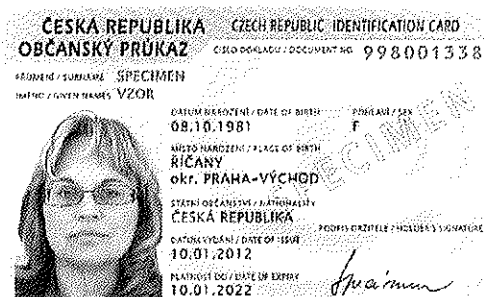 ČESKÁ REPUBLIKA CZECH REPUBLIC IDENTIFICATION CARD
OBČANSKÝ PRŮKAZ ČÍSLO DOKLADU / DOCUMENT NO. 998001338
PŘÍJMENÍ / SURNAME SPECIMEN
JMÉNO / GIVEN NAMES VZOR
DATUM NAROZENÍ / DATE OF BIRTH POHLAVÍ / SEX
08.10.1981 F
MÍSTO NAROZENÍ / PLACE OF BIRTH
ŘÍČANY
okr. PRAHA-VÝCHOD
SPECIMEN
STÁTNÍ OBČANSTVÍ / NATIONALITY
ČESKÁ REPUBLIKA
PODPIS DRŽITELE / HOLDER'S SIGNATURE
DATUM VYDÁNÍ / DATE OF ISSUE
10.01.2012
PLATNOST DO / DATE OF EXPIRY
10.01.2022 Specimen